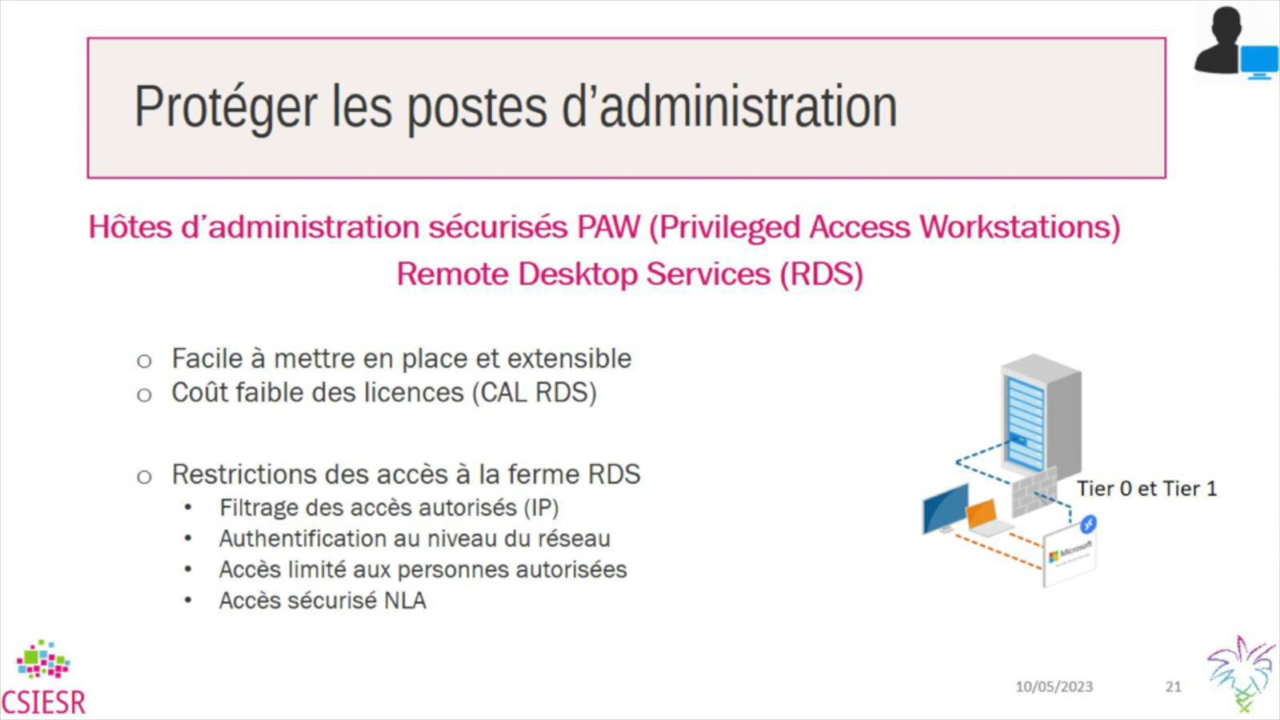 Protéger les postes d’administration
Hôtes d’administration sécurisés PAW (Privileged Access Workstations)
Remote Desktop Services (RDS)
o Facile à mettre en place et extensible
o Coût faible des licences (CAL RDS)
o Restrictions des accès à la ferme RDS
• Filtrage des accès autorisés (IP)
• Authentification au niveau du réseau
• Accès limité aux personnes autorisées
• Accès sécurisé NLA
Tier 0 et Tier 1
Microsoft
CSIESR
10/05/2023
21